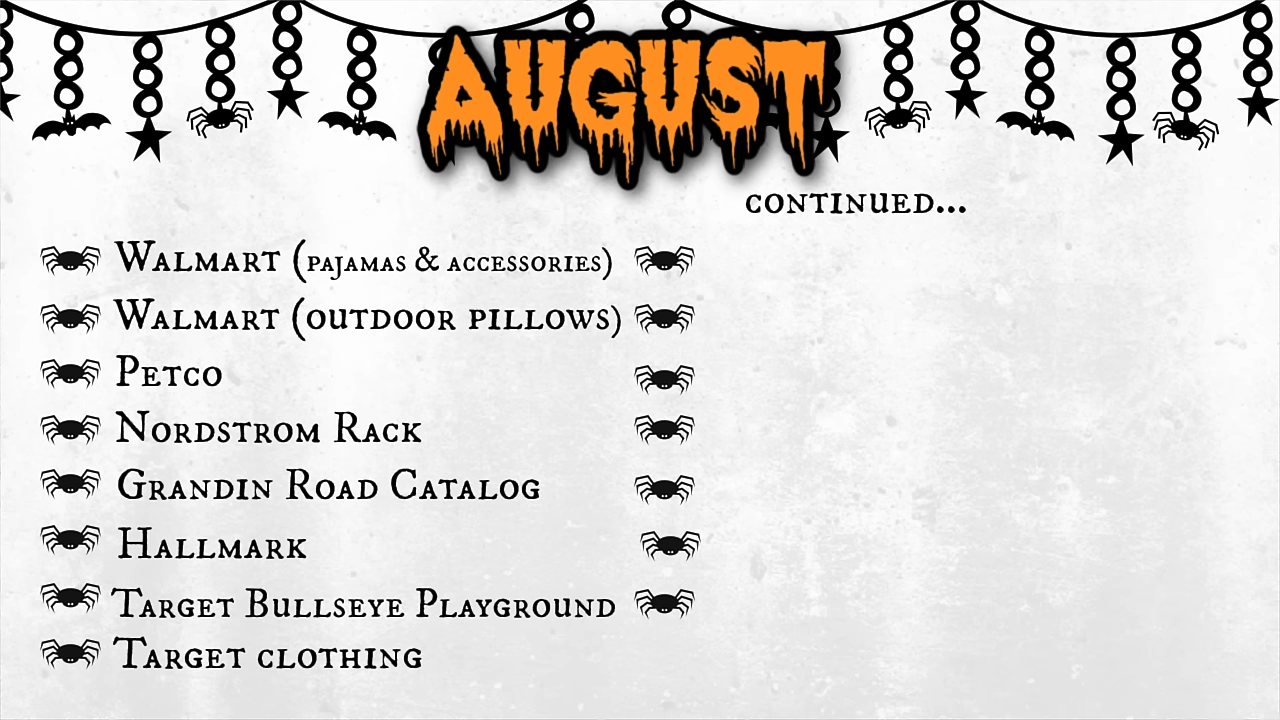 AUGUST
CONTINUED...
WALMART (PAJAMAS & ACCESSORIES)
WALMART (OUTDOOR PILLOWS)
PETCO
NORDSTROM RACK
GRANDIN ROAD CATALOG
HALLMARK
TARGET BULLSEYE PLAYGROUND
TARGET CLOTHING